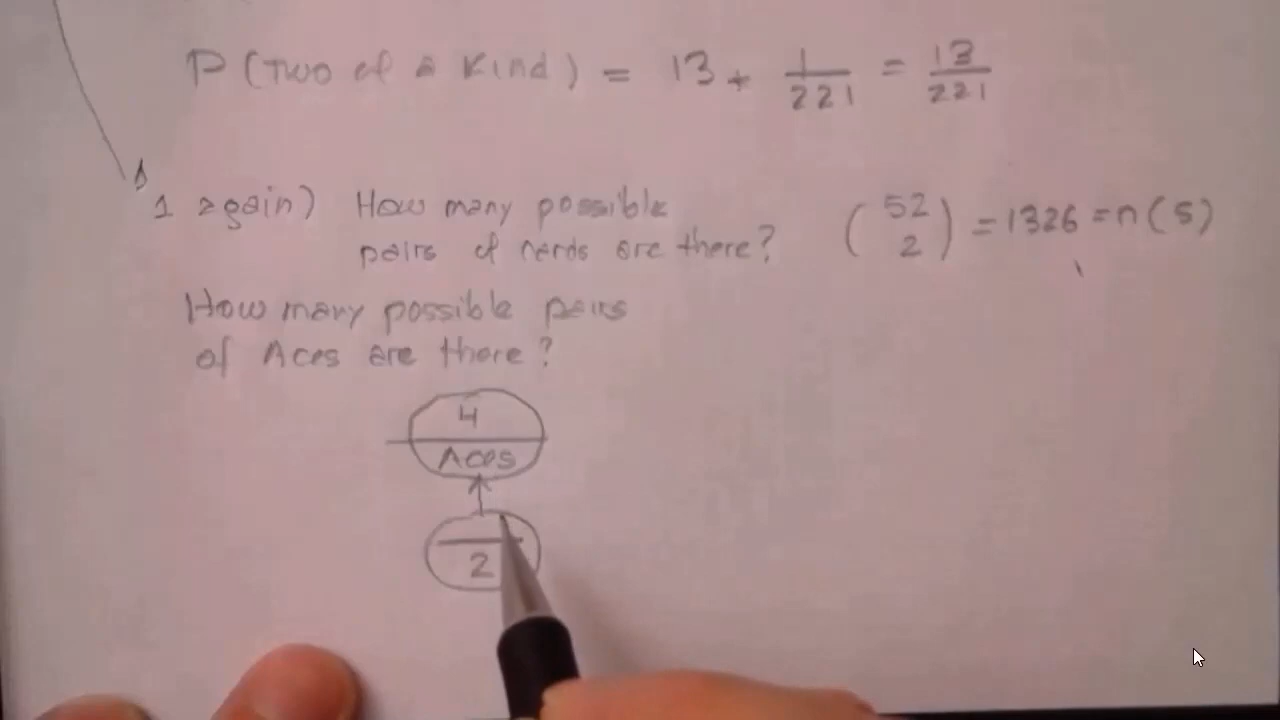 P (Two of a Kind) = 13 + 1/221 = 13/221
1 again) How many possible
pairs of cards are there? (52 2) = 1326 = n(S)
How many possible pairs
of Aces are there?
4
Aces
2